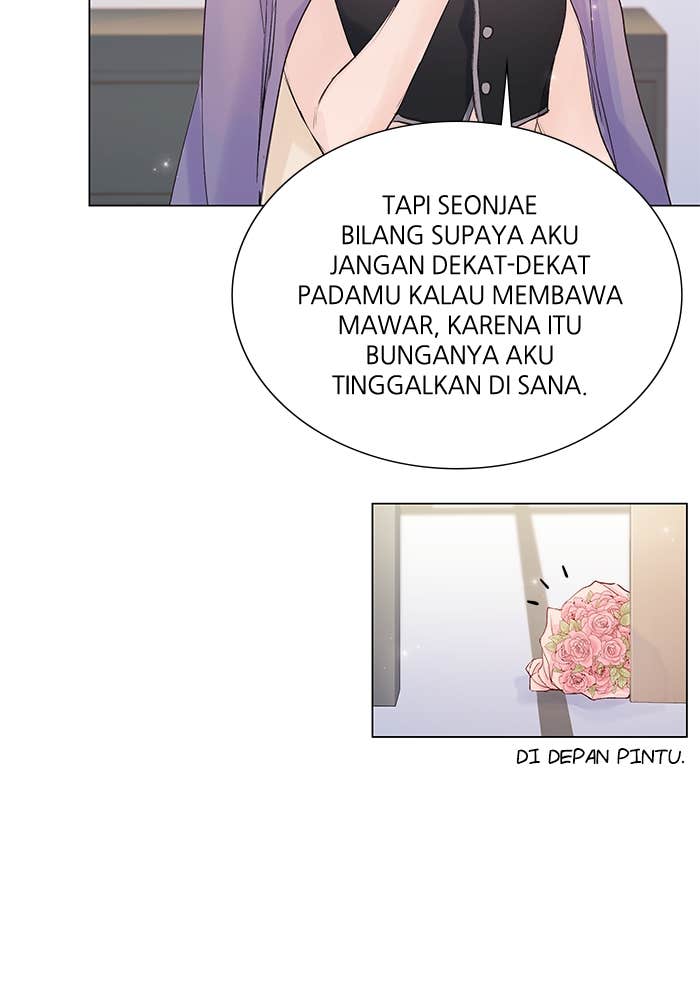 TAPI SEONJAE
BILANG SUPAYA AKU
JANGAN DEKAT-DEKAT
PADAMU KALAU MEMBAWA
MAWAR, KARENA ITU
BUNGANYA AKU
TINGGALKAN DI SANA.
DI DEPAN PINTU.